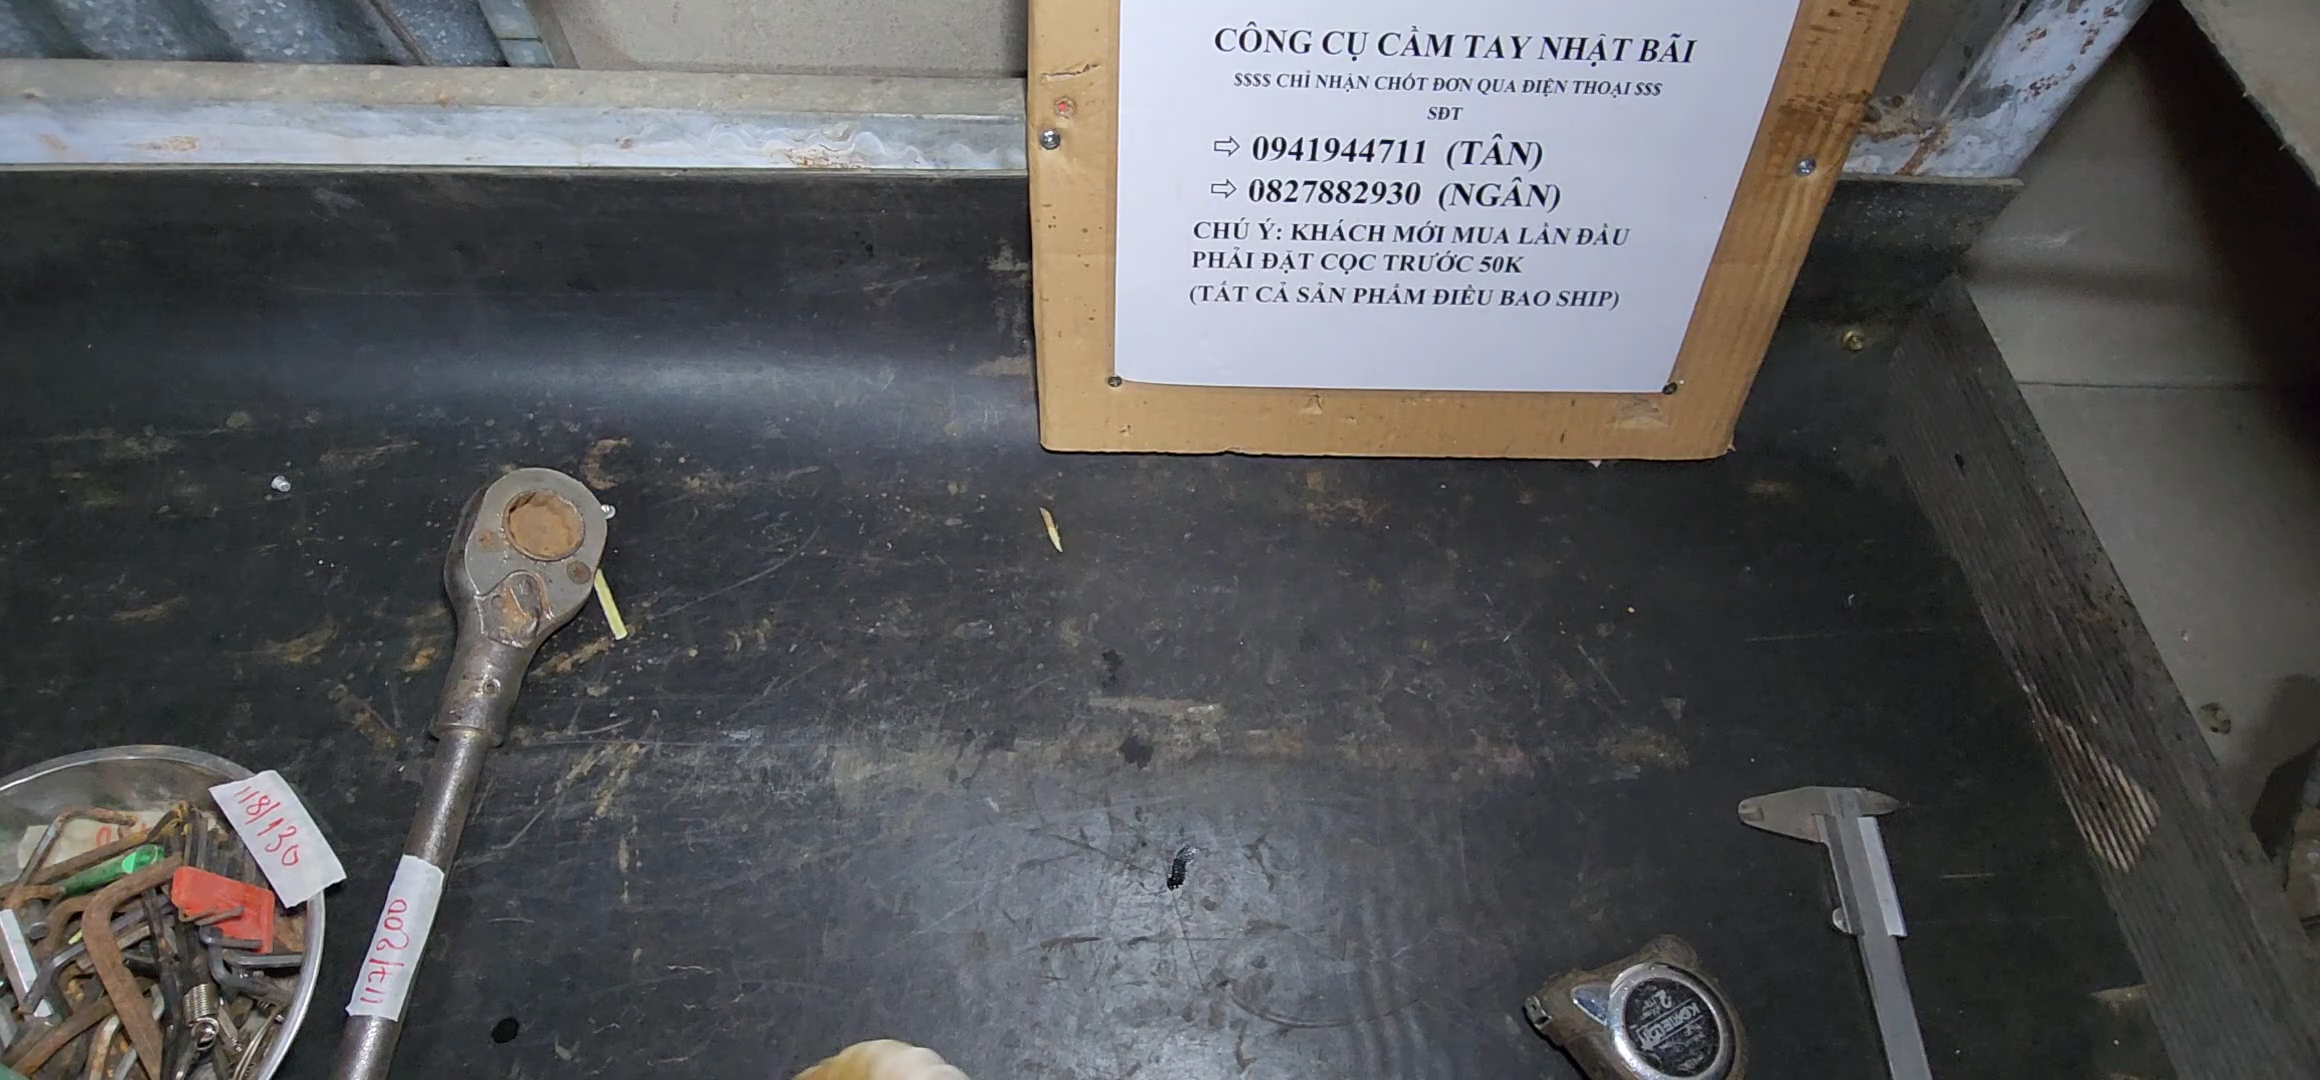 CÔNG CỤ CẦM TAY NHẬT BÃI
$$$$ CHỈ NHẬN CHỐT ĐƠN QUA ĐIỆN THOẠI $$$
SĐT
⇨ 0941944711 (TÂN)
⇨ 0827882930 (NGÂN)
CHÚ Ý: KHÁCH MỚI MUA LẦN ĐẦU
PHẢI ĐẶT CỌC TRƯỚC 50K
(TẤT CẢ SẢN PHẨM ĐIỀU BAO SHIP)
118/130
117/200
KOMELON